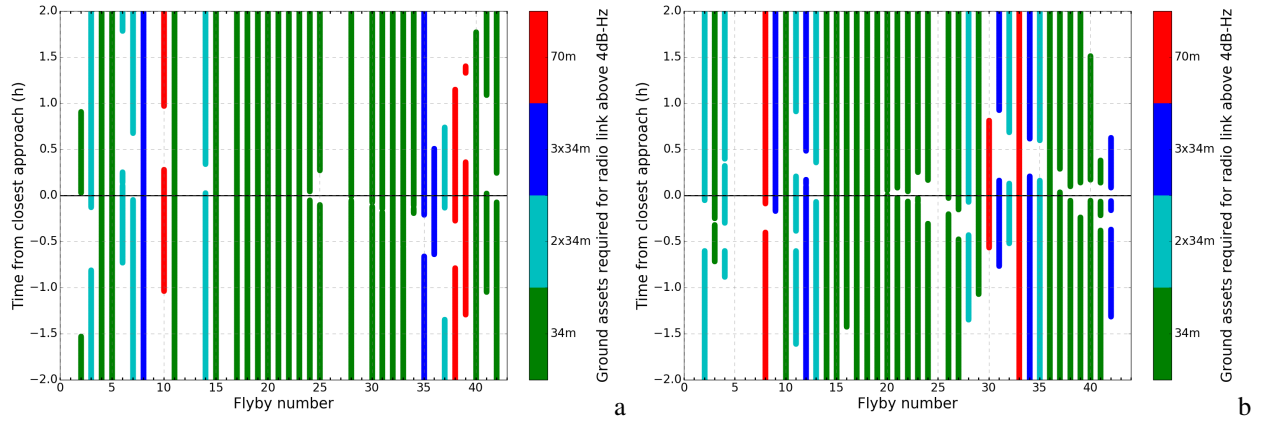 2.0
1.5
1.0
0.5
0.0
−0.5
−1.0
−1.5
−2.0
Time from closest approach (h)
0 5 10 15 20 25 30 35 40
Flyby number
70m
3x34m
2x34m
34m
Ground assets required for radio link above 4dB-Hz
a
2.0
1.5
1.0
0.5
0.0
−0.5
−1.0
−1.5
−2.0
Time from closest approach (h)
0 5 10 15 20 25 30 35 40
Flyby number
70m
3x34m
2x34m
34m
Ground assets required for radio link above 4dB-Hz
b